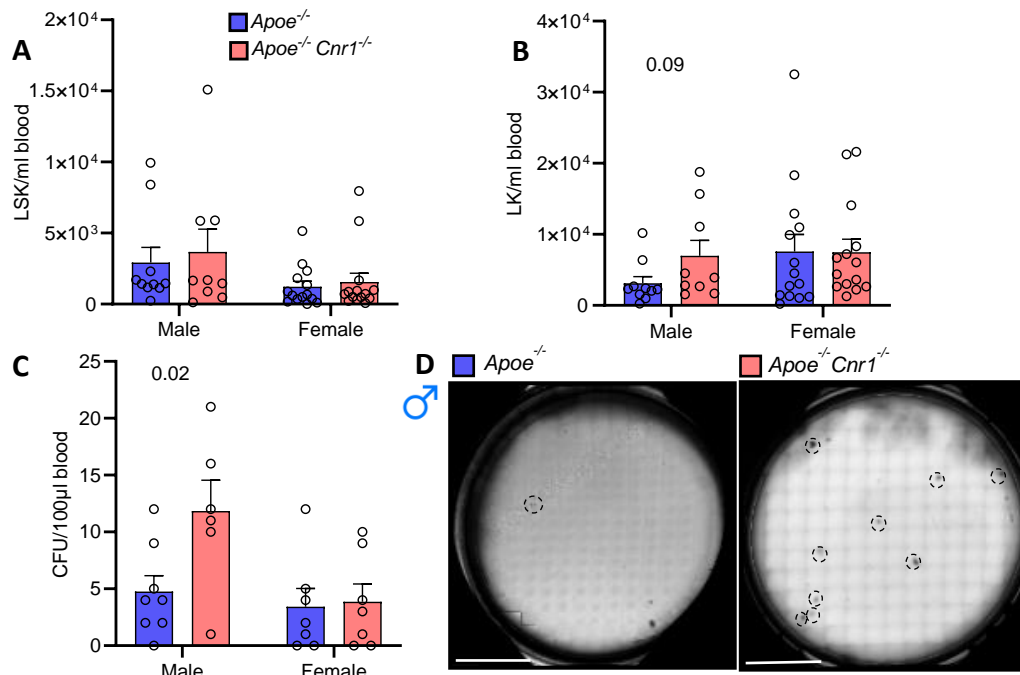 A
Apoe-/-
Apoe-/- Cnr1-/-
LSK/ml blood
2×10⁴
1.5×10⁴
1×10⁴
5×10³
0
Male
Female
B
LK/ml blood
4×10⁴
3×10⁴
2×10⁴
1×10⁴
0
0.09
Male
Female
C
CFU/100µl blood
25
20
15
10
5
0
0.02
Male
Female
D
♂
Apoe-/-
Apoe-/- Cnr1-/-